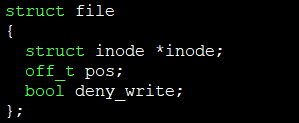 struct file
{
  struct inode *inode;
  off_t pos;
  bool deny_write;
};